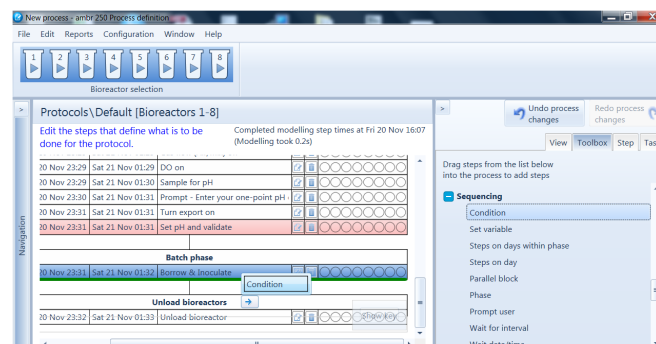 New process - ambr 250 Process definition
File Edit Reports Configuration Window Help
1 2 3 4 5 6 7 8
Bioreactor selection
> Protocols\Default [Bioreactors 1-8]
Edit the steps that define what is to be
done for the protocol.
Completed modelling step times at Fri 20 Nov 16:07
(Modelling took 0.2s)
20 Nov 23:29 Sat 21 Nov 01:29 DO on
20 Nov 23:29 Sat 21 Nov 01:30 Sample for pH
20 Nov 23:30 Sat 21 Nov 01:31 Prompt - Enter your one-point pH
20 Nov 23:31 Sat 21 Nov 01:31 Turn export on
20 Nov 23:31 Sat 21 Nov 01:31 Set pH and validate
Batch phase
20 Nov 23:31 Sat 21 Nov 01:32 Borrow & Inoculate
Condition
Unload bioreactors
20 Nov 23:32 Sat 21 Nov 01:33 Unload bioreactor
Show key
Navigation
>
Undo process
changes
Redo process
changes
View Toolbox Step Tas
Drag steps from the list below
into the process to add steps
Sequencing
Condition
Set variable
Steps on days within phase
Steps on day
Parallel block
Phase
Prompt user
Wait for interval
Wait date/time